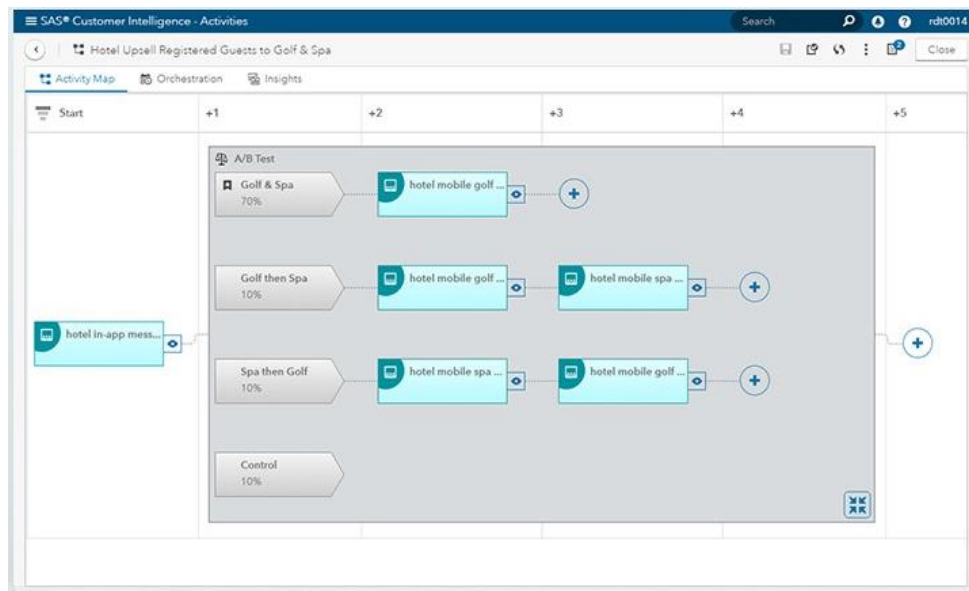 SAS® Customer Intelligence - Activities
Search
rdt0014
Hotel Upsell Registered Guests to Golf & Spa
2
Close
Activity Map
Orchestration
Insights
Start
+1
+2
+3
+4
+5
A/B Test
Golf & Spa
70%
hotel mobile golf ...
Golf then Spa
10%
hotel mobile golf ...
hotel mobile spa ...
hotel in-app mess...
Spa then Golf
10%
hotel mobile spa ...
hotel mobile golf ...
Control
10%